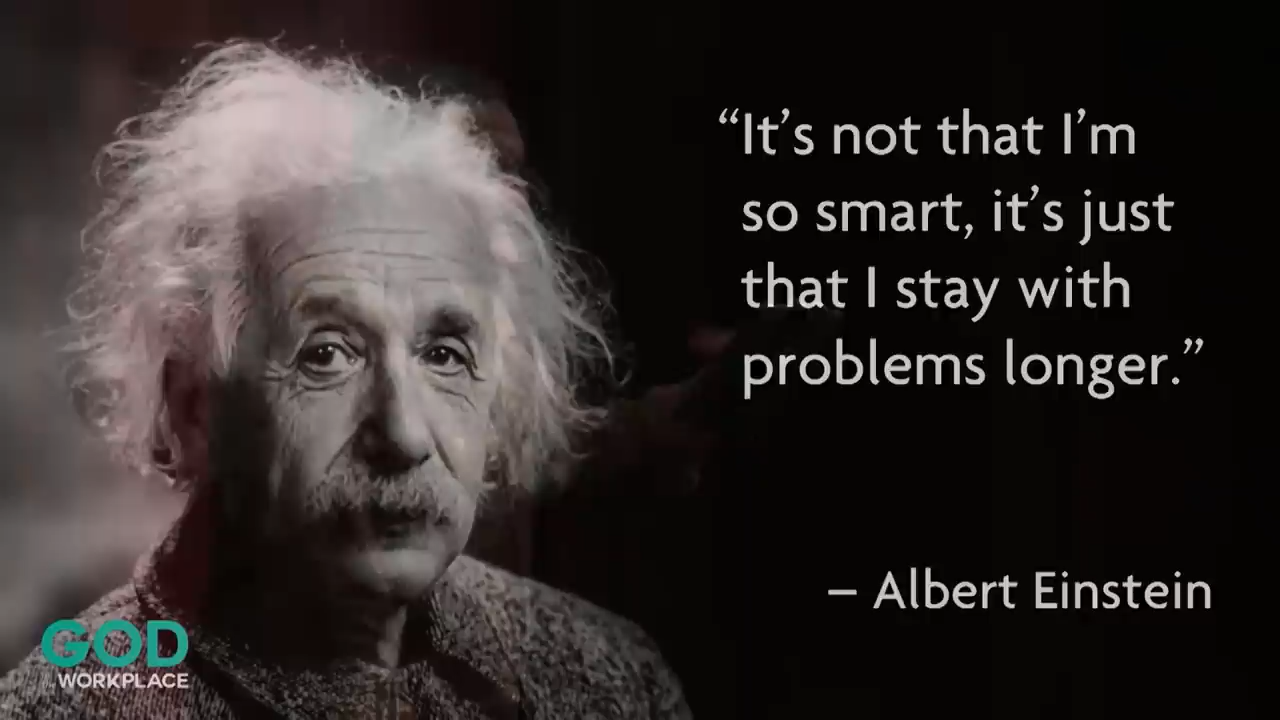 “It’s not that I’m
so smart, it’s just
that I stay with
problems longer.”
– Albert Einstein
GOD
WORKPLACE